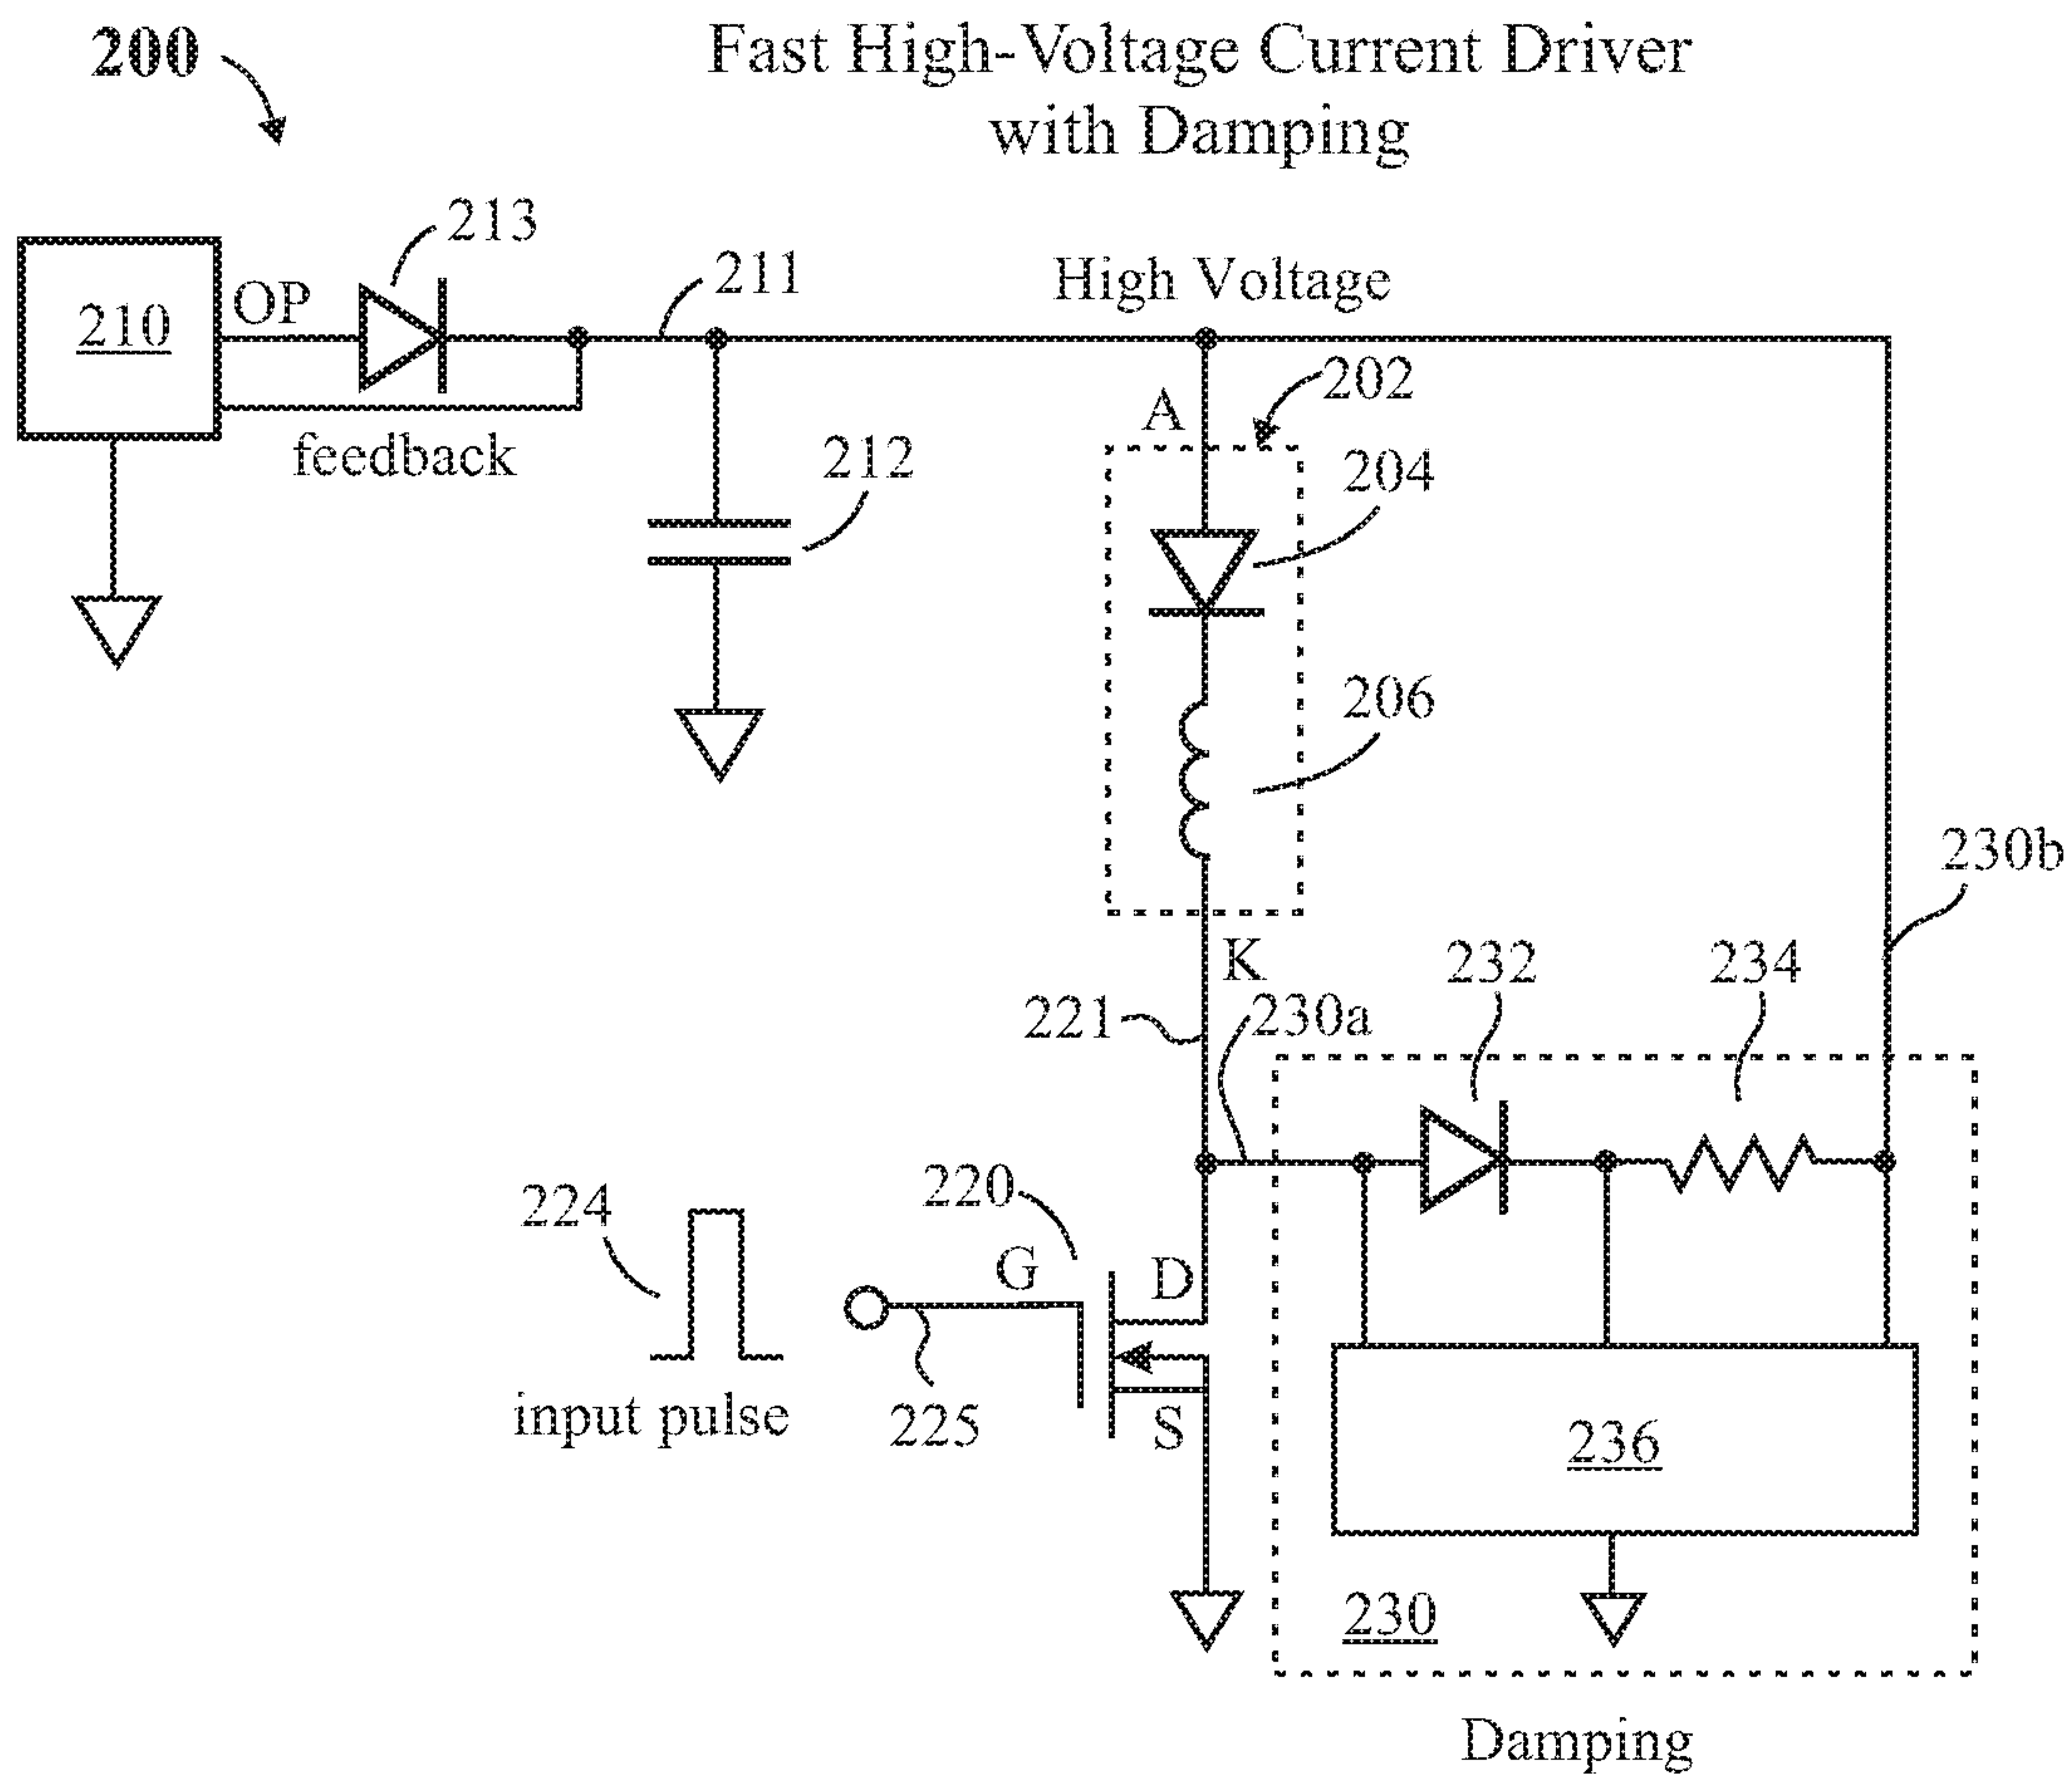 200
Fast High-Voltage Current Driver
with Damping
213
211
High Voltage
OP
210
202
A
feedback
212
204
206
230b
K
232
234
221
230a
220
224
G
D
input pulse
225
S
236
230
Damping